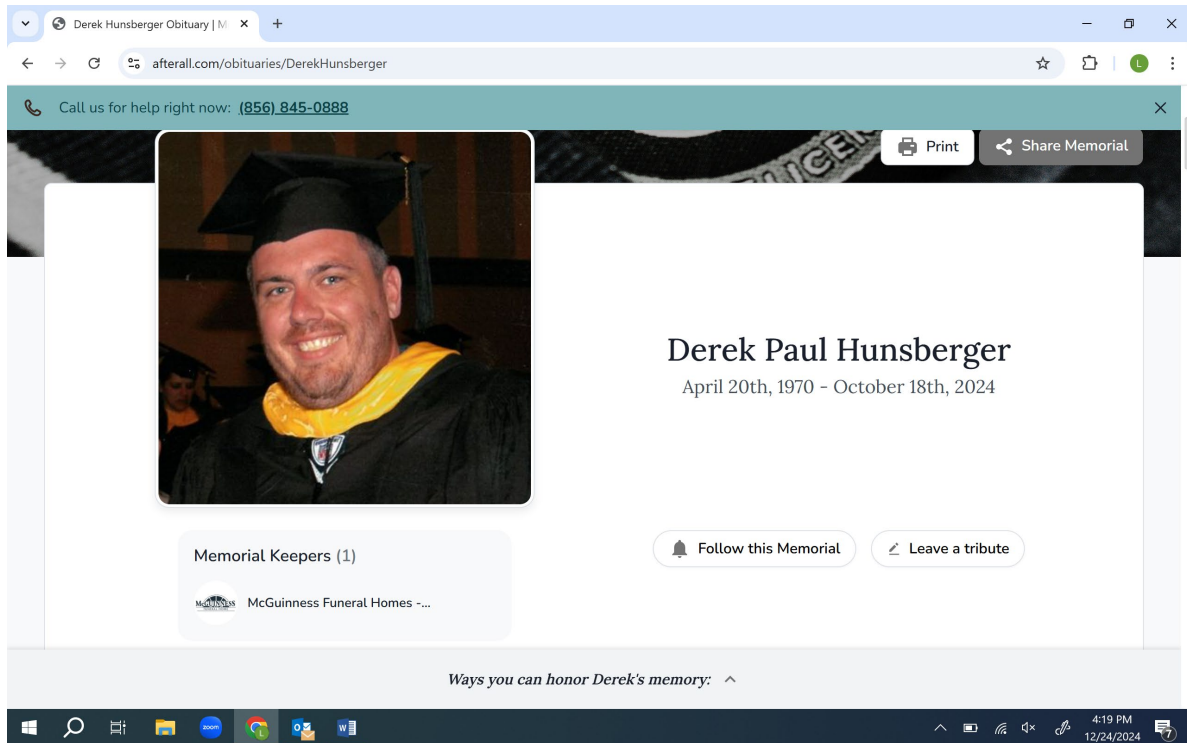 Derek Hunsberger Obituary | M
afterall.com/obituaries/DerekHunsberger
L
Call us for help right now: (856) 845-0888
Print
Share Memorial
Derek Paul Hunsberger
April 20th, 1970 - October 18th, 2024
Memorial Keepers (1)
McGuinness Funeral Homes -...
Follow this Memorial
Leave a tribute
Ways you can honor Derek's memory:
zoom
4:19 PM
12/24/2024
7